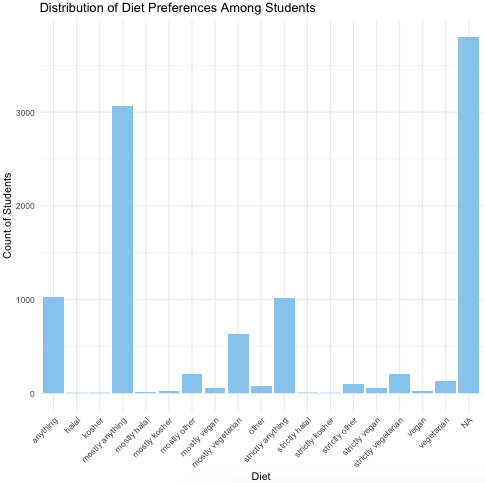 Distribution of Diet Preferences Among Students
Count of Students
3000
2000
1000
0
anything
halal
kosher
mostly anything
mostly halal
mostly kosher
mostly other
mostly vegan
mostly vegetarian
other
strictly anything
strictly halal
strictly kosher
strictly other
strictly vegan
strictly vegetarian
vegan
vegetarian
NA
Diet